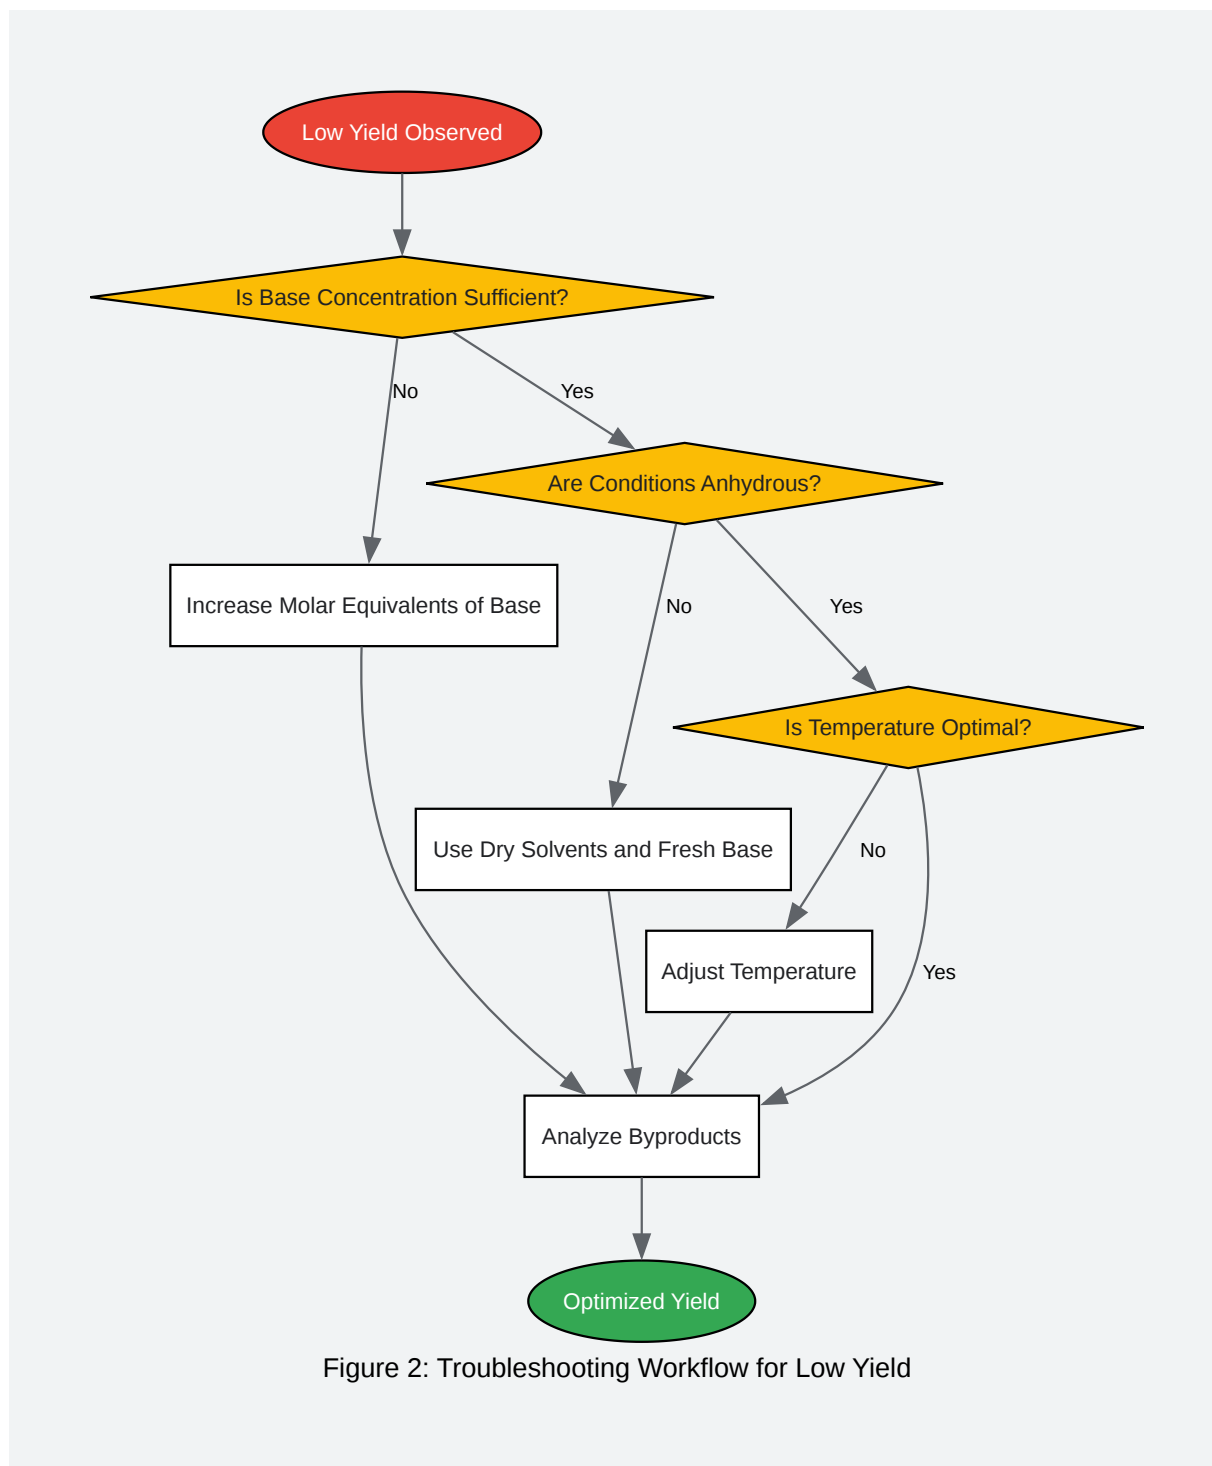 Low Yield Observed
Is Base Concentration Sufficient?
No
Yes
Are Conditions Anhydrous?
Increase Molar Equivalents of Base
No
Yes
Is Temperature Optimal?
Use Dry Solvents and Fresh Base
No
Adjust Temperature
Yes
Analyze Byproducts
Optimized Yield
Figure 2: Troubleshooting Workflow for Low Yield